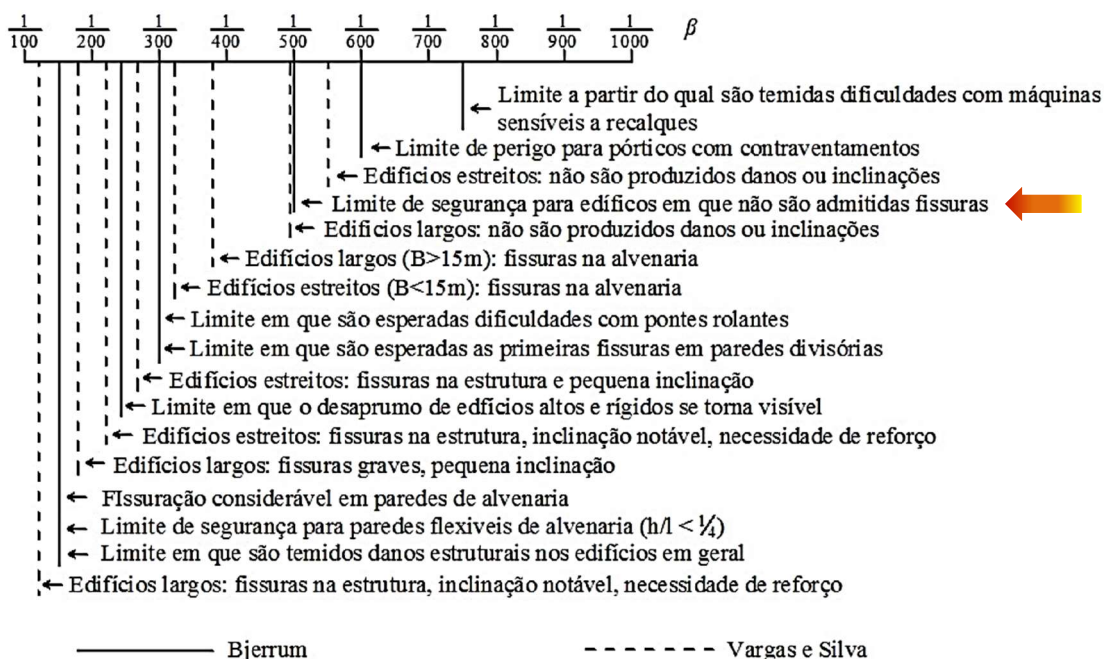 1/100 1/200 1/300 1/400 1/500 1/600 1/700 1/800 1/900 1/1000 β
Limite a partir do qual são temidas dificuldades com máquinas
sensíveis a recalques
Limite de perigo para pórticos com contraventamentos
Edifícios estreitos: não são produzidos danos ou inclinações
Limite de segurança para edíficos em que não são admitidas fissuras
Edifícios largos: não são produzidos danos ou inclinações
Edifícios largos (B>15m): fissuras na alvenaria
Edifícios estreitos (B<15m): fissuras na alvenaria
Limite em que são esperadas dificuldades com pontes rolantes
Limite em que são esperadas as primeiras fissuras em paredes divisórias
Edifícios estreitos: fissuras na estrutura e pequena inclinação
Limite em que o desaprumo de edfícios altos e rígidos se torna visível
Edifícios estreitos: fissuras na estrutura, inclinação notável, necessidade de reforço
Edifícios largos: fissuras graves, pequena inclinação
FIssuração considerável em paredes de alvenaria
Limite de segurança para paredes flexiveis de alvenaria (h/l < ¼)
Limite em que são temidos danos estruturais nos edifícios em geral
Edifícios largos: fissuras na estrutura, inclinação notável, necessidade de reforço
Bjerrum Vargas e Silva